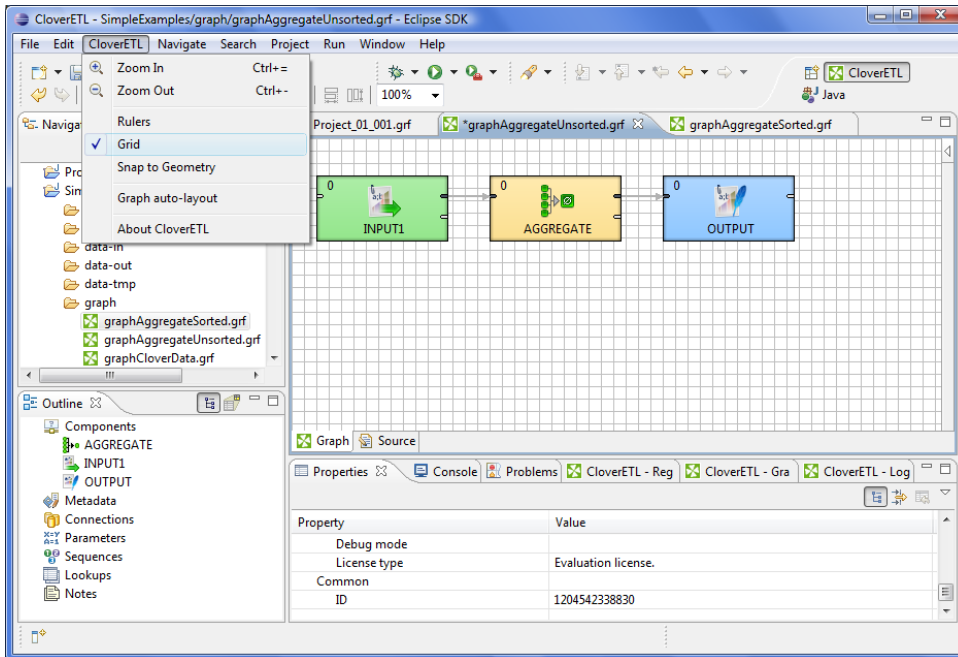 CloverETL - SimpleExamples/graph/graphAggregateUnsorted.grf - Eclipse SDK
File Edit CloverETL Navigate Search Project Run Window Help
Zoom In Ctrl+=
Zoom Out Ctrl+-
Rulers
Grid
Snap to Geometry
Graph auto-layout
About CloverETL
100%
CloverETL
Java
Project_01_001.grf *graphAggregateUnsorted.grf graphAggregateSorted.grf
0 INPUT1
0 AGGREGATE
0 OUTPUT
data-in
data-out
data-tmp
graph
graphAggregateSorted.grf
graphAggregateUnsorted.grf
graphCloverData.grf
Graph Source
Outline
Components
AGGREGATE
INPUT1
OUTPUT
Metadata
Connections
Parameters
Sequences
Lookups
Notes
Properties Console Problems CloverETL - Reg CloverETL - Gra CloverETL - Log
Property Value
Debug mode
License type Evaluation license.
Common
ID 1204542338830